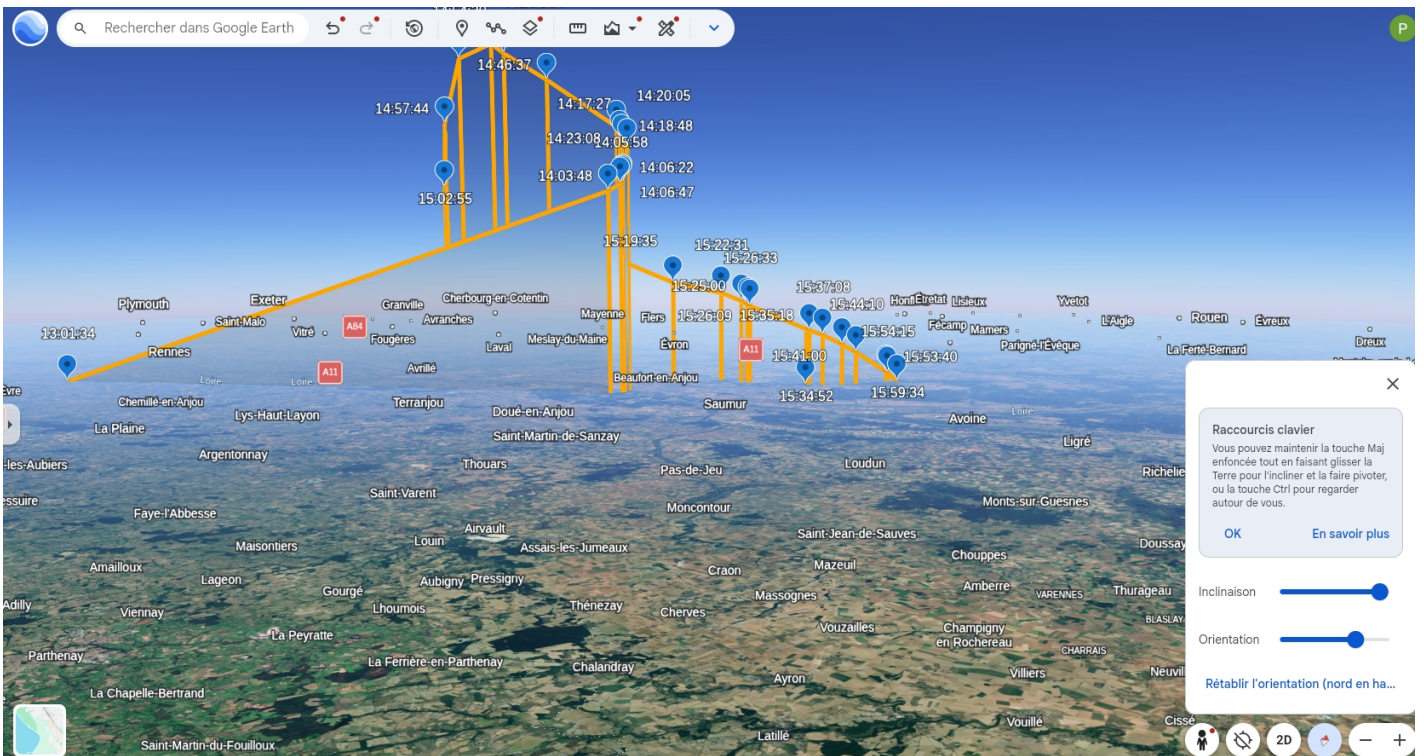 Rechercher dans Google Earth
P
14:46:37
14:57:44
14:17:27
14:20:05
14:18:48
14:23:08
14:05:58
14:03:48
14:06:22
14:06:47
15:02:55
15:19:35
15:22:31
15:26:33
15:25:00
15:37:08
15:44:10
15:26:09
15:35:18
15:54:15
15:41:00
15:53:40
15:34:52
15:59:34
13:01:34
Plymouth
Exeter
Granville
Cherbourg-en-Cotentin
Étretat
Lisieux
Yvetot
Saint-Malo
Vitré
A84
Avranches
Mayenne
Flers
Fécamp
Mamers
L'Aigle
Rouen
Évreux
Rennes
Fougères
Laval
Meslay-du-Maine
Évron
A11
Parigné-l'Évêque
La Ferté-Bernard
Dreux
A11
Avrillé
Loire
Loire
Beaufort-en-Anjou
Chemillé-en-Anjou
Terranjou
Saumur
Loire
Lys-Haut-Layon
Doué-en-Anjou
Avoine
La Plaine
Saint-Martin-de-Sanzay
Ligré
Argentonnay
-les-Aubiers
Thouars
Pas-de-Jeu
Loudun
Richelie
Saint-Varent
Moncontour
Monts-sur-Guesnes
essuire
Faye-l'Abbesse
Airvault
Saint-Jean-de-Sauves
Maisontiers
Louin
Assais-les-Jumeaux
Chouppes
Doussay
Amailloux
Lageon
Gourgé
Aubigny
Pressigny
Craon
Mazeuil
Amberre
VARENNES
Thurageau
Adilly
Viennay
Lhoumois
Thénezay
Cherves
Massognes
BLASLAY
La Peyratte
Vouzailles
Champigny
en Rochereau
CHARRAIS
Parthenay
La Ferrière-en-Parthenay
Chalandray
Ayron
Villiers
Neuvil
La Chapelle-Bertrand
Vouillé
Cissé
Saint-Martin-du-Fouilloux
Latillé
Raccourcis clavier
Vous pouvez maintenir la touche Maj
enfoncée tout en faisant glisser la
Terre pour l'incliner et la faire pivoter,
ou la touche Ctrl pour regarder
autour de vous.
OK
En savoir plus
Inclinaison
Orientation
Rétablir l'orientation (nord en ha...
2D